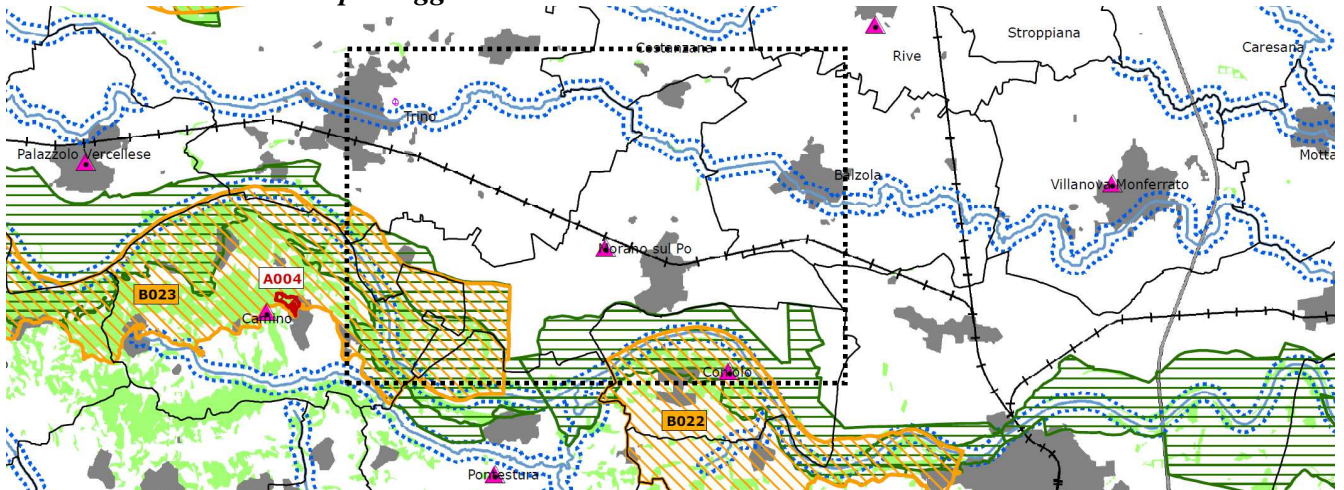 Costanzana
Rive
Stroppiana
Caresana
Trino
Palazzolo Vercellese
Balzola
Villanova Monferrato
Motta
Morano sul Po
A004
B023
Camino
Coniolo
B022
Pontestura